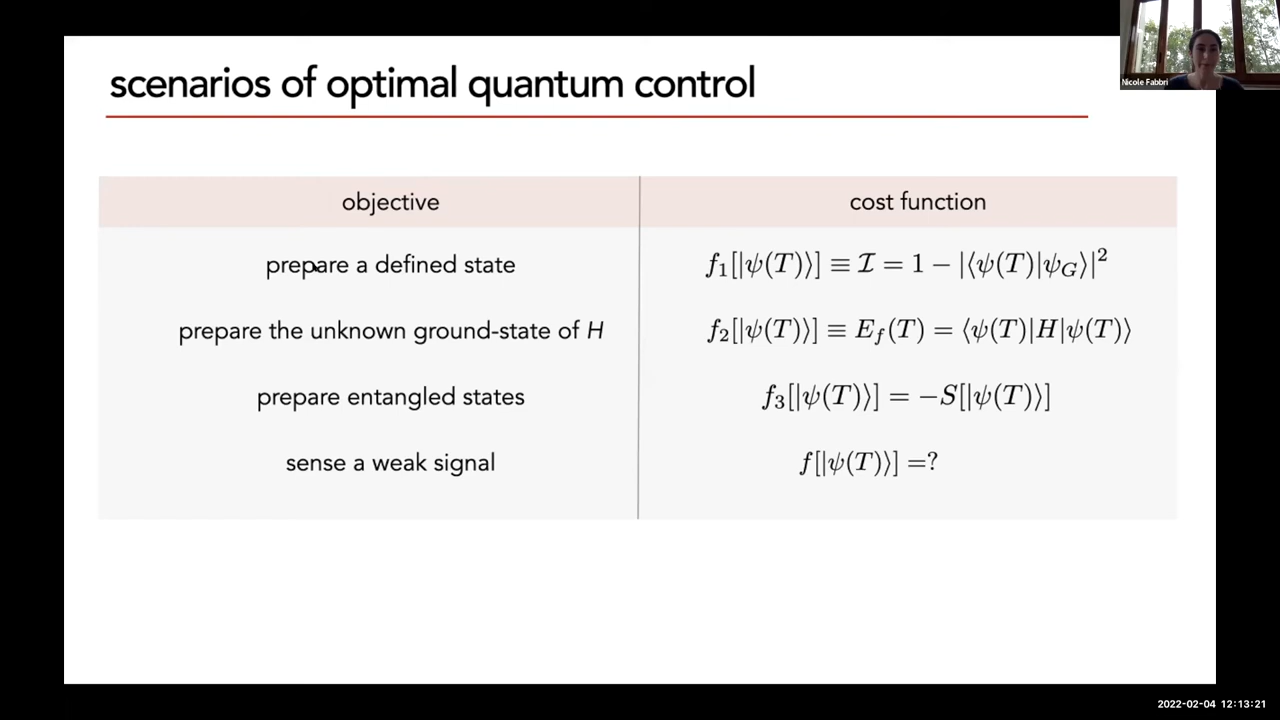 scenarios of optimal quantum control
Nicole Fabbri
objective
cost function
prepare a defined state
f₁[|ψ(T)⟩] ≡ ℐ = 1 − |⟨ψ(T)|ψ_G⟩|²
prepare the unknown ground-state of H
f₂[|ψ(T)⟩] ≡ E_f(T) = ⟨ψ(T)|H|ψ(T)⟩
prepare entangled states
f₃[|ψ(T)⟩] = −S[|ψ(T)⟩]
sense a weak signal
f[|ψ(T)⟩] =?
2022-02-04 12:13:21